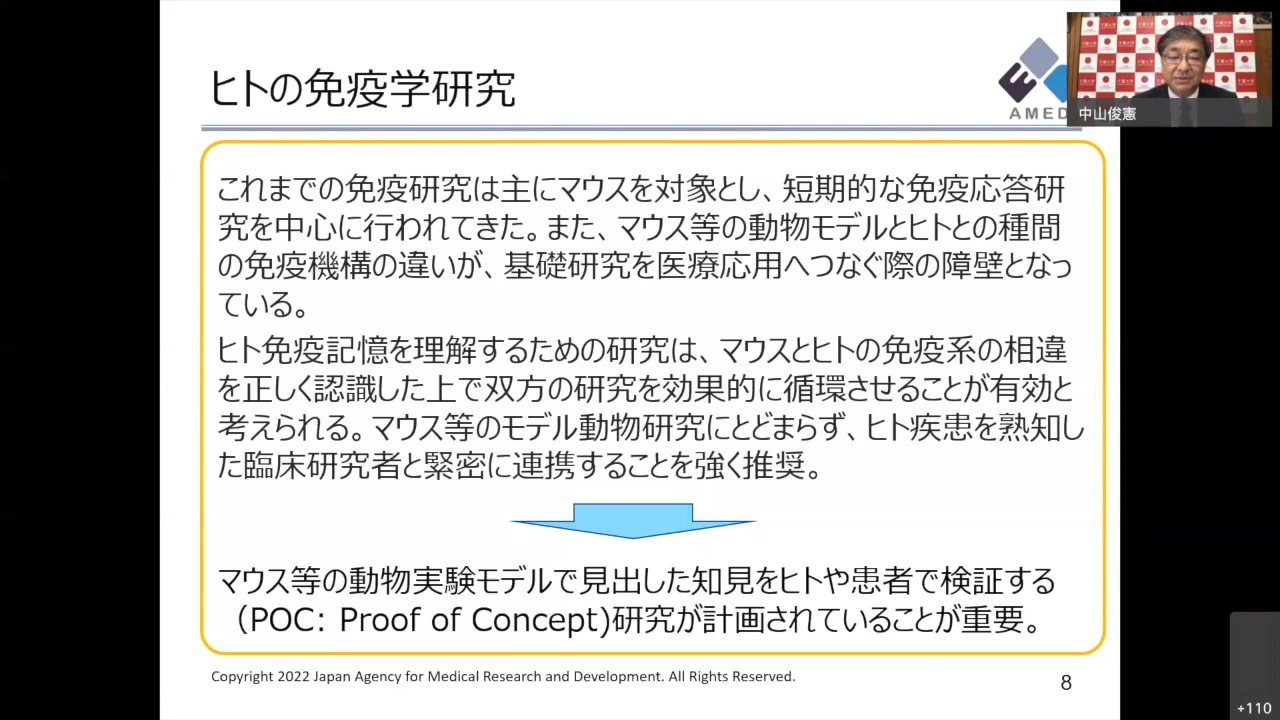 ヒトの免疫学研究
AMED
中山俊憲
これまでの免疫研究は主にマウスを対象とし、短期的な免疫応答研
究を中心に行われてきた。また、マウス等の動物モデルとヒトとの種間
の免疫機構の違いが、基礎研究を医療応用へつなぐ際の障壁となっ
ている。
ヒト免疫記憶を理解するための研究は、マウスとヒトの免疫系の相違
を正しく認識した上で双方の研究を効果的に循環させることが有効と
考えられる。マウス等のモデル動物研究にとどまらず、ヒト疾患を熟知し
た臨床研究者と緊密に連携することを強く推奨。
マウス等の動物実験モデルで見出した知見をヒトや患者で検証する
（POC: Proof of Concept)研究が計画されていることが重要。
Copyright 2022 Japan Agency for Medical Research and Development. All Rights Reserved.
8
+110